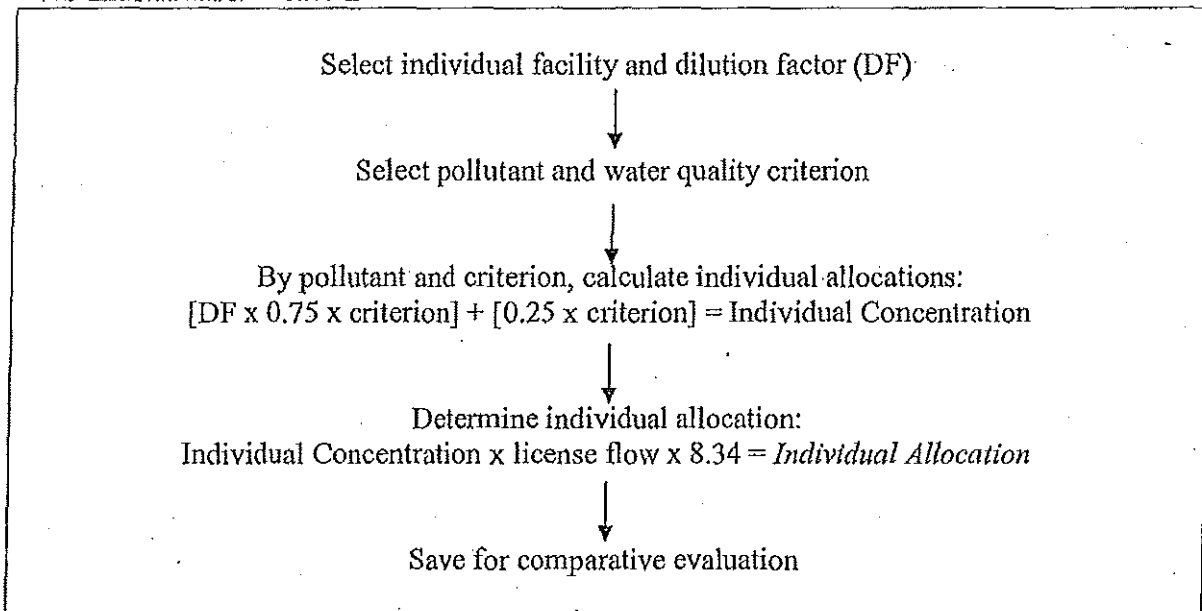 Select individual facility and dilution factor (DF)
Select pollutant and water quality criterion
By pollutant and criterion, calculate individual allocations:
[DF x 0.75 x criterion] + [0.25 x criterion] = Individual Concentration
Determine individual allocation:
Individual Concentration x license flow x 8.34 = Individual Allocation
Save for comparative evaluation